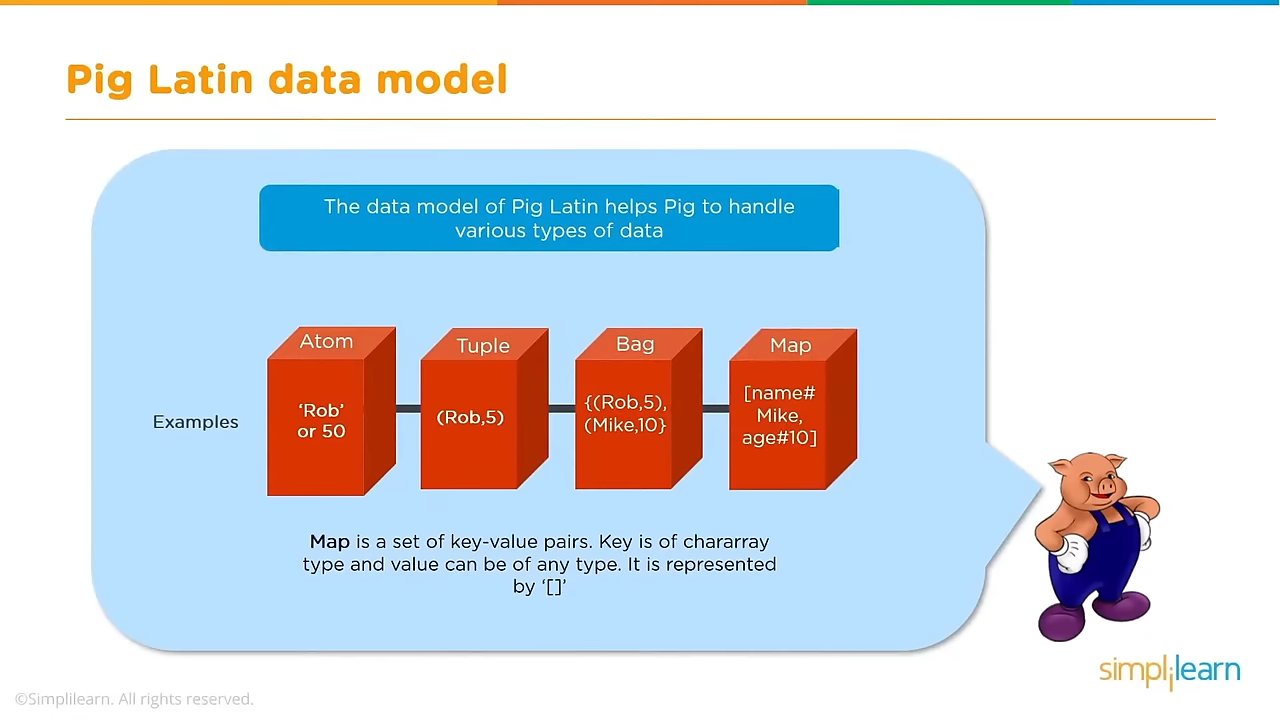 Pig Latin data model
The data model of Pig Latin helps Pig to handle
various types of data
Atom
Tuple
Bag
Map
Examples
‘Rob’
or 50
(Rob,5)
{(Rob,5),
(Mike,10}
[name#
Mike,
age#10]
Map is a set of key-value pairs. Key is of chararray
type and value can be of any type. It is represented
by ‘[]’
simplilearn
©Simplilearn. All rights reserved.